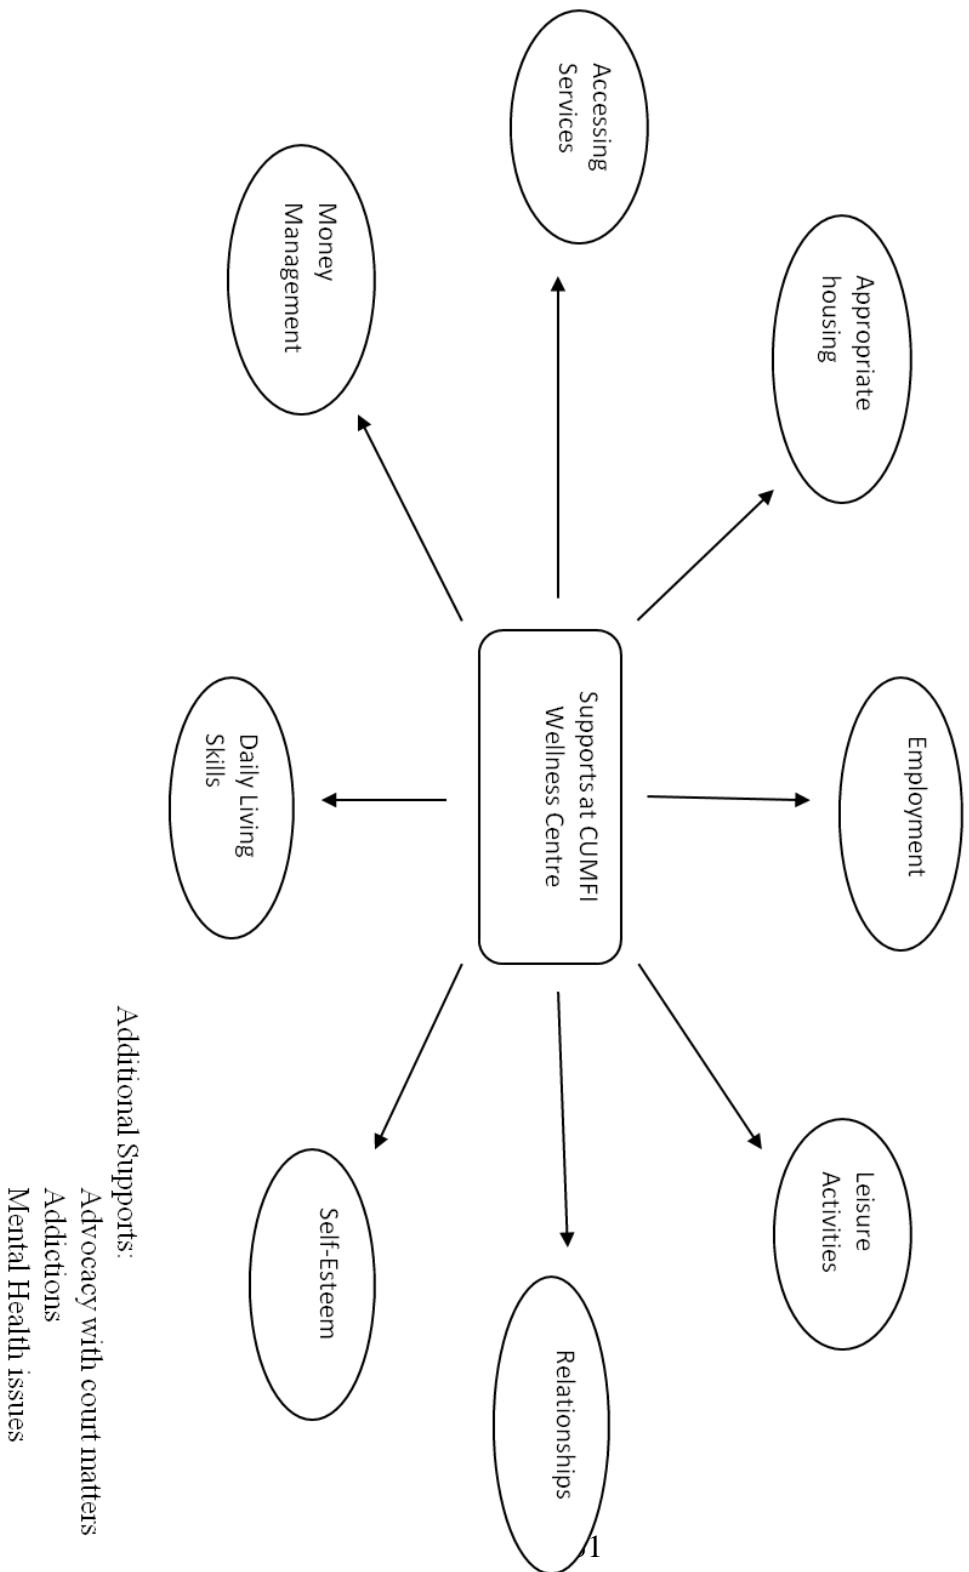 Appropriate
housing
Employment
Leisure
Activities
Accessing
Services
Supports at CUMFI
Wellness Centre
Relationships
Money
Management
Daily Living
Skills
Self-Esteem
Additional Supports:
Advocacy with court matters
Addictions
Mental Health issues